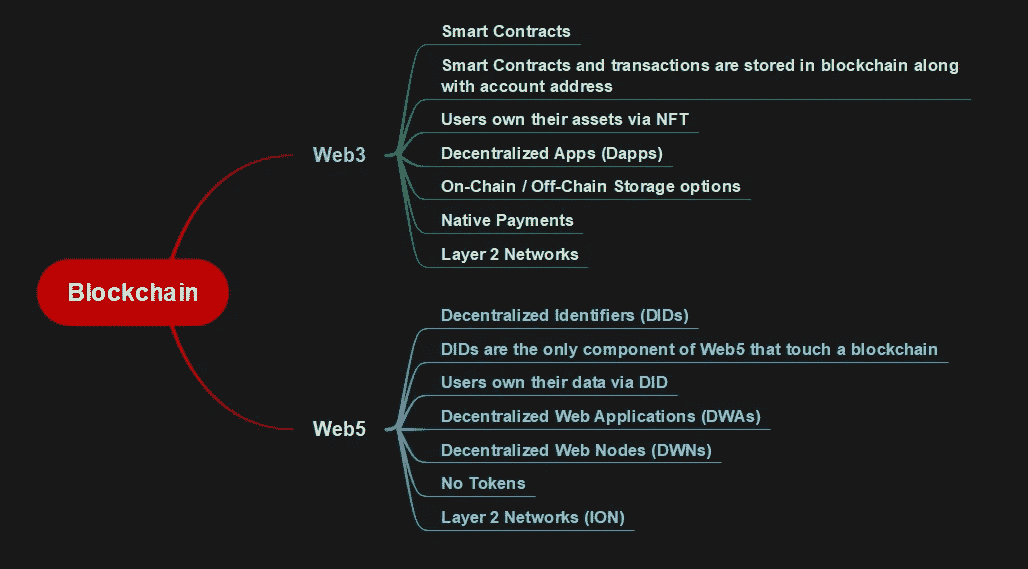 Smart Contracts
Smart Contracts and transactions are stored in blockchain along
with account address
Users own their assets via NFT
Web3
Decentralized Apps (Dapps)
On-Chain / Off-Chain Storage options
Native Payments
Layer 2 Networks
Blockchain
Decentralized Identifiers (DIDs)
DIDs are the only component of Web5 that touch a blockchain
Users own their data via DID
Web5
Decentralized Web Applications (DWAs)
Decentralized Web Nodes (DWNs)
No Tokens
Layer 2 Networks (ION)